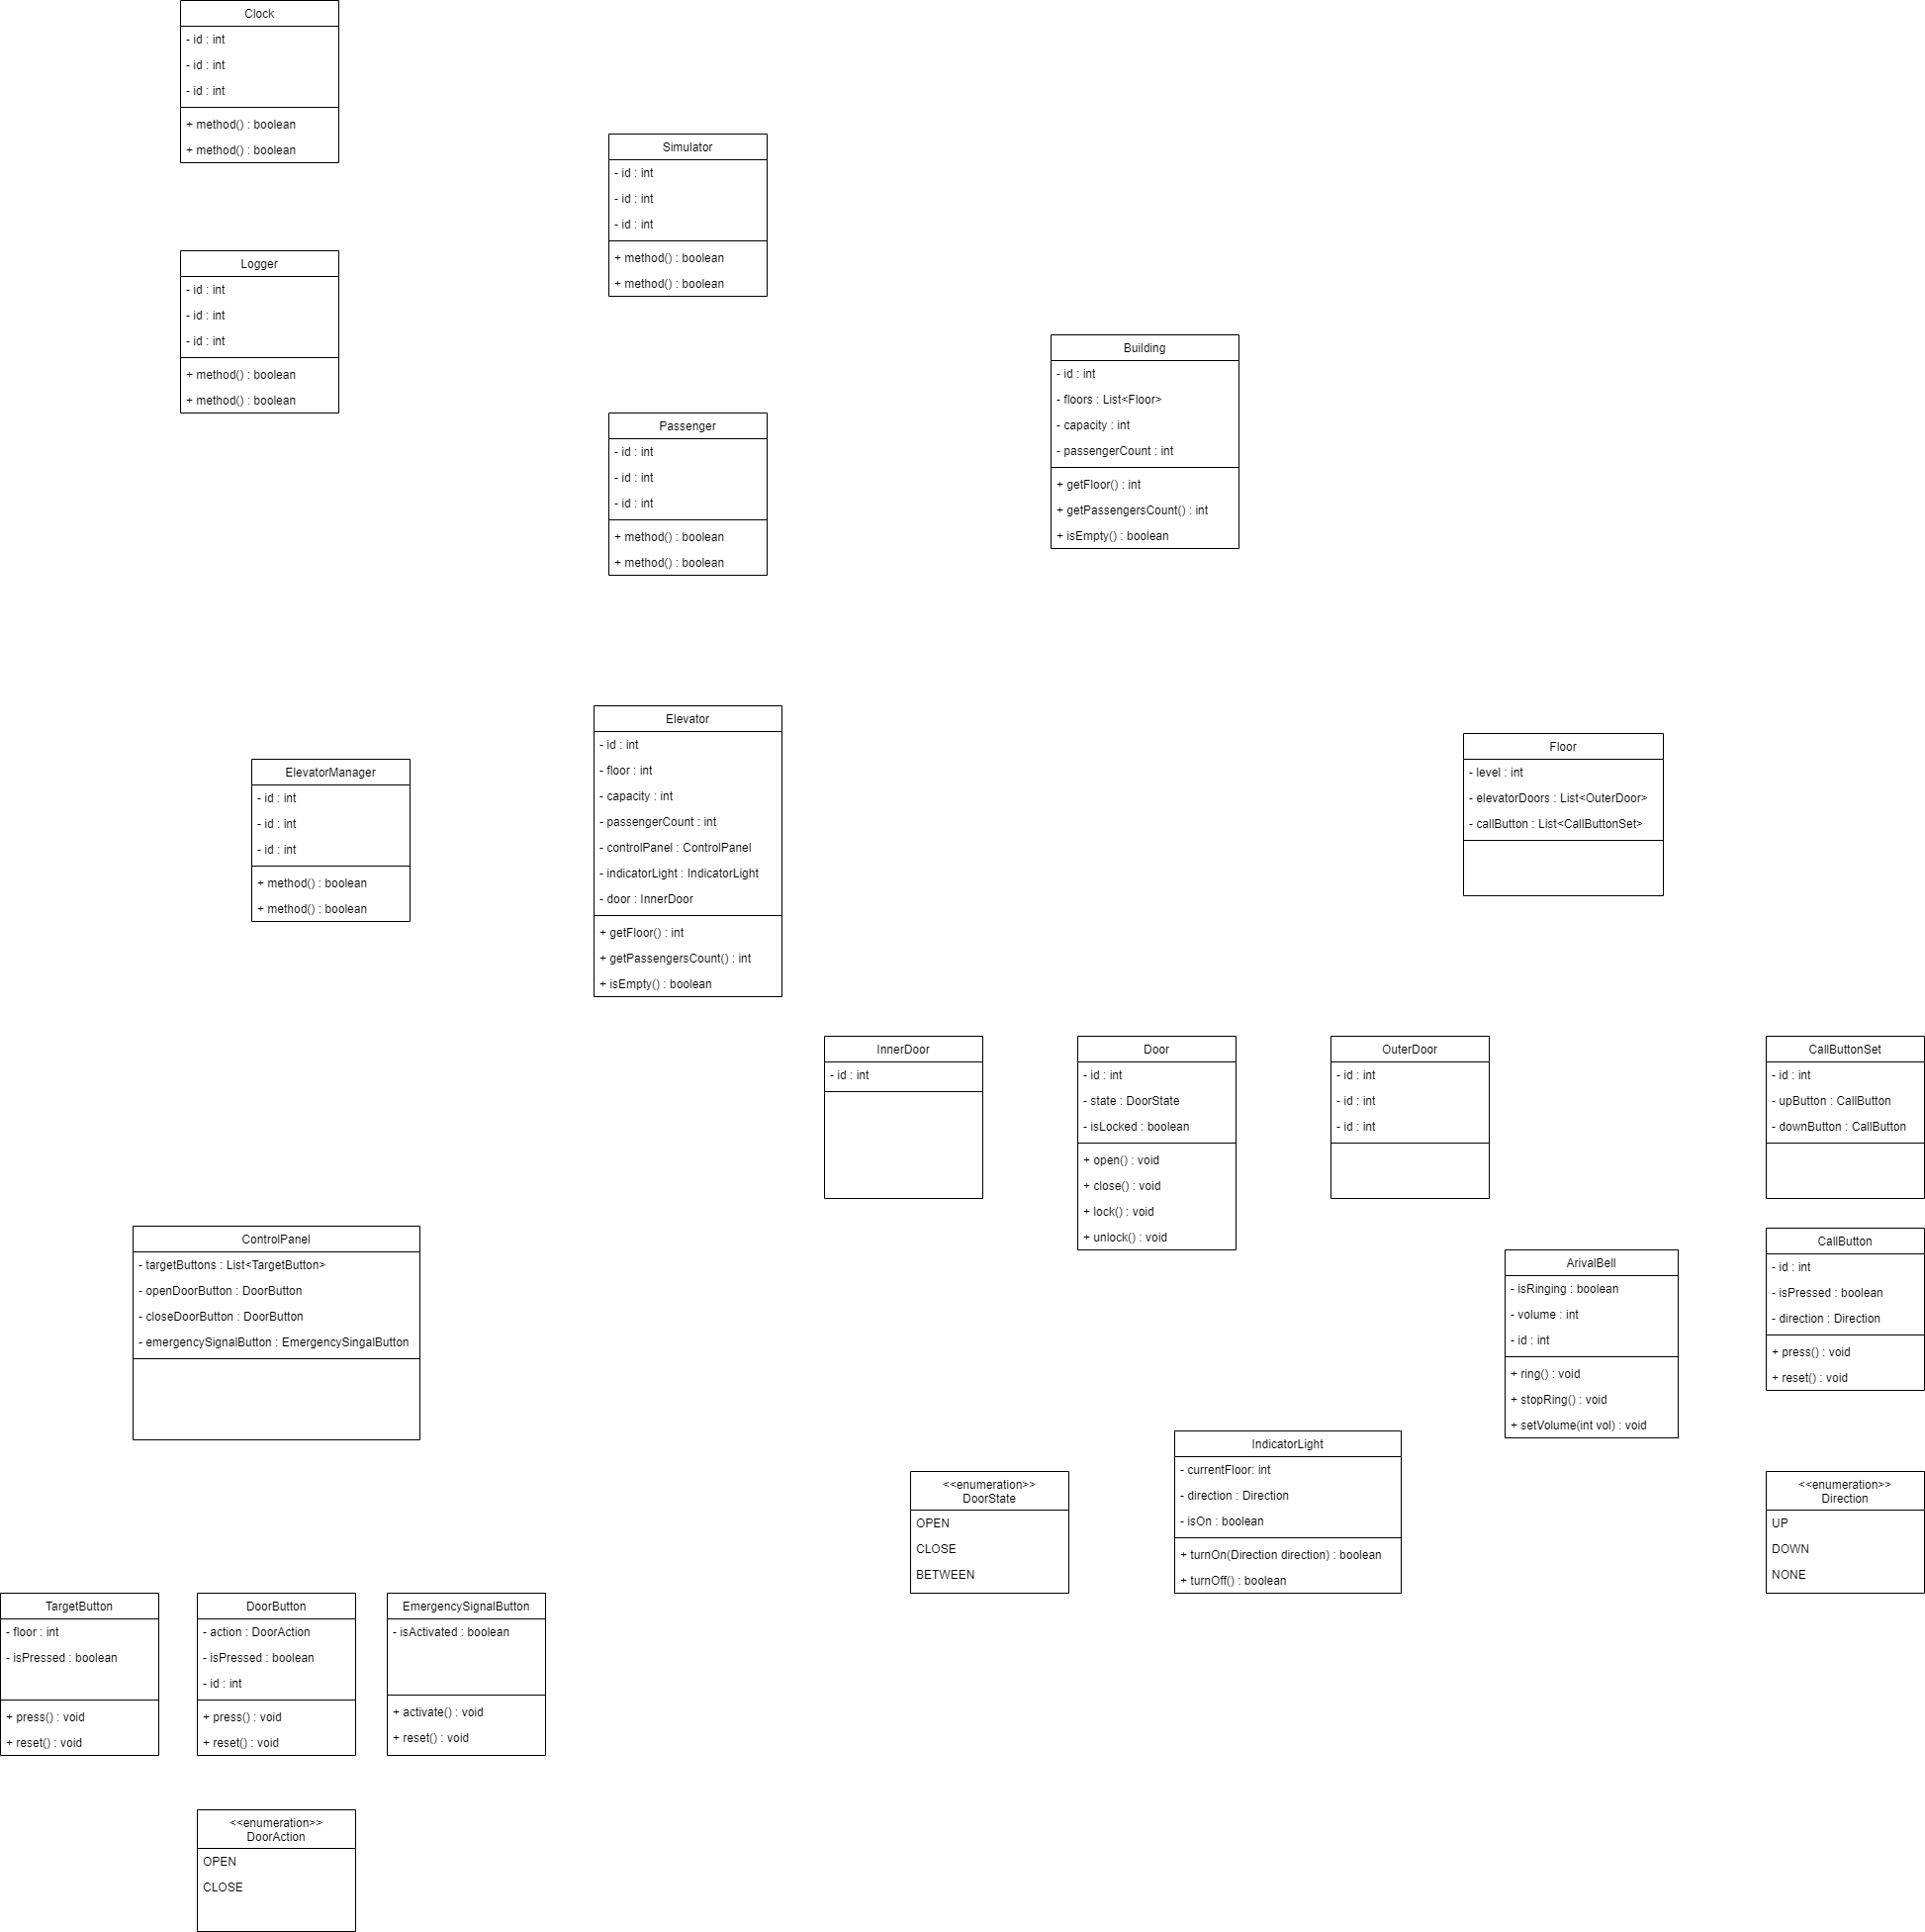 Clock
- id : int
- id : int
- id : int
+ method() : boolean
+ method() : boolean
Simulator
- id : int
- id : int
- id : int
+ method() : boolean
+ method() : boolean
Logger
- id : int
- id : int
- id : int
+ method() : boolean
+ method() : boolean
Building
- id : int
- floors : List<Floor>
- capacity : int
- passengerCount : int
+ getFloor() : int
+ getPassengersCount() : int
+ isEmpty() : boolean
Passenger
- id : int
- id : int
- id : int
+ method() : boolean
+ method() : boolean
Elevator
- id : int
- floor : int
- capacity : int
- passengerCount : int
- controlPanel : ControlPanel
- indicatorLight : IndicatorLight
- door : InnerDoor
+ getFloor() : int
+ getPassengersCount() : int
+ isEmpty() : boolean
Floor
- level : int
- elevatorDoors : List<OuterDoor>
- callButton : List<CallButtonSet>
ElevatorManager
- id : int
- id : int
- id : int
+ method() : boolean
+ method() : boolean
InnerDoor
- id : int
Door
- id : int
- state : DoorState
- isLocked : boolean
+ open() : void
+ close() : void
+ lock() : void
+ unlock() : void
OuterDoor
- id : int
- id : int
- id : int
CallButtonSet
- id : int
- upButton : CallButton
- downButton : CallButton
ControlPanel
- targetButtons : List<TargetButton>
- openDoorButton : DoorButton
- closeDoorButton : DoorButton
- emergencySignalButton : EmergencySingalButton
CallButton
- id : int
- isPressed : boolean
- direction : Direction
+ press() : void
+ reset() : void
ArivalBell
- isRinging : boolean
- volume : int
- id : int
+ ring() : void
+ stopRing() : void
+ setVolume(int vol) : void
IndicatorLight
- currentFloor: int
- direction : Direction
- isOn : boolean
+ turnOn(Direction direction) : boolean
+ turnOff() : boolean
<<enumeration>>
DoorState
OPEN
CLOSE
BETWEEN
<<enumeration>>
Direction
UP
DOWN
NONE
TargetButton
- floor : int
- isPressed : boolean
+ press() : void
+ reset() : void
DoorButton
- action : DoorAction
- isPressed : boolean
- id : int
+ press() : void
+ reset() : void
EmergencySignalButton
- isActivated : boolean
+ activate() : void
+ reset() : void
<<enumeration>>
DoorAction
OPEN
CLOSE